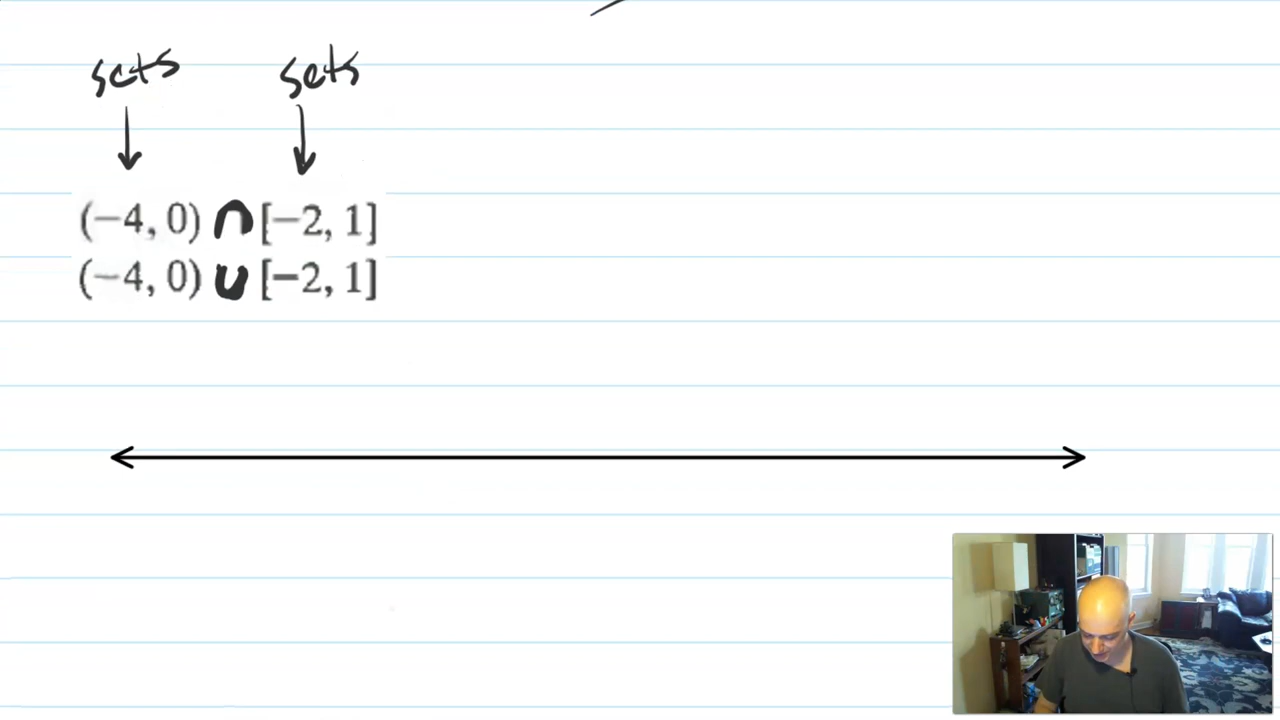 sets sets
(−4, 0) ∩ [−2, 1]
(−4, 0) ∪ [−2, 1]